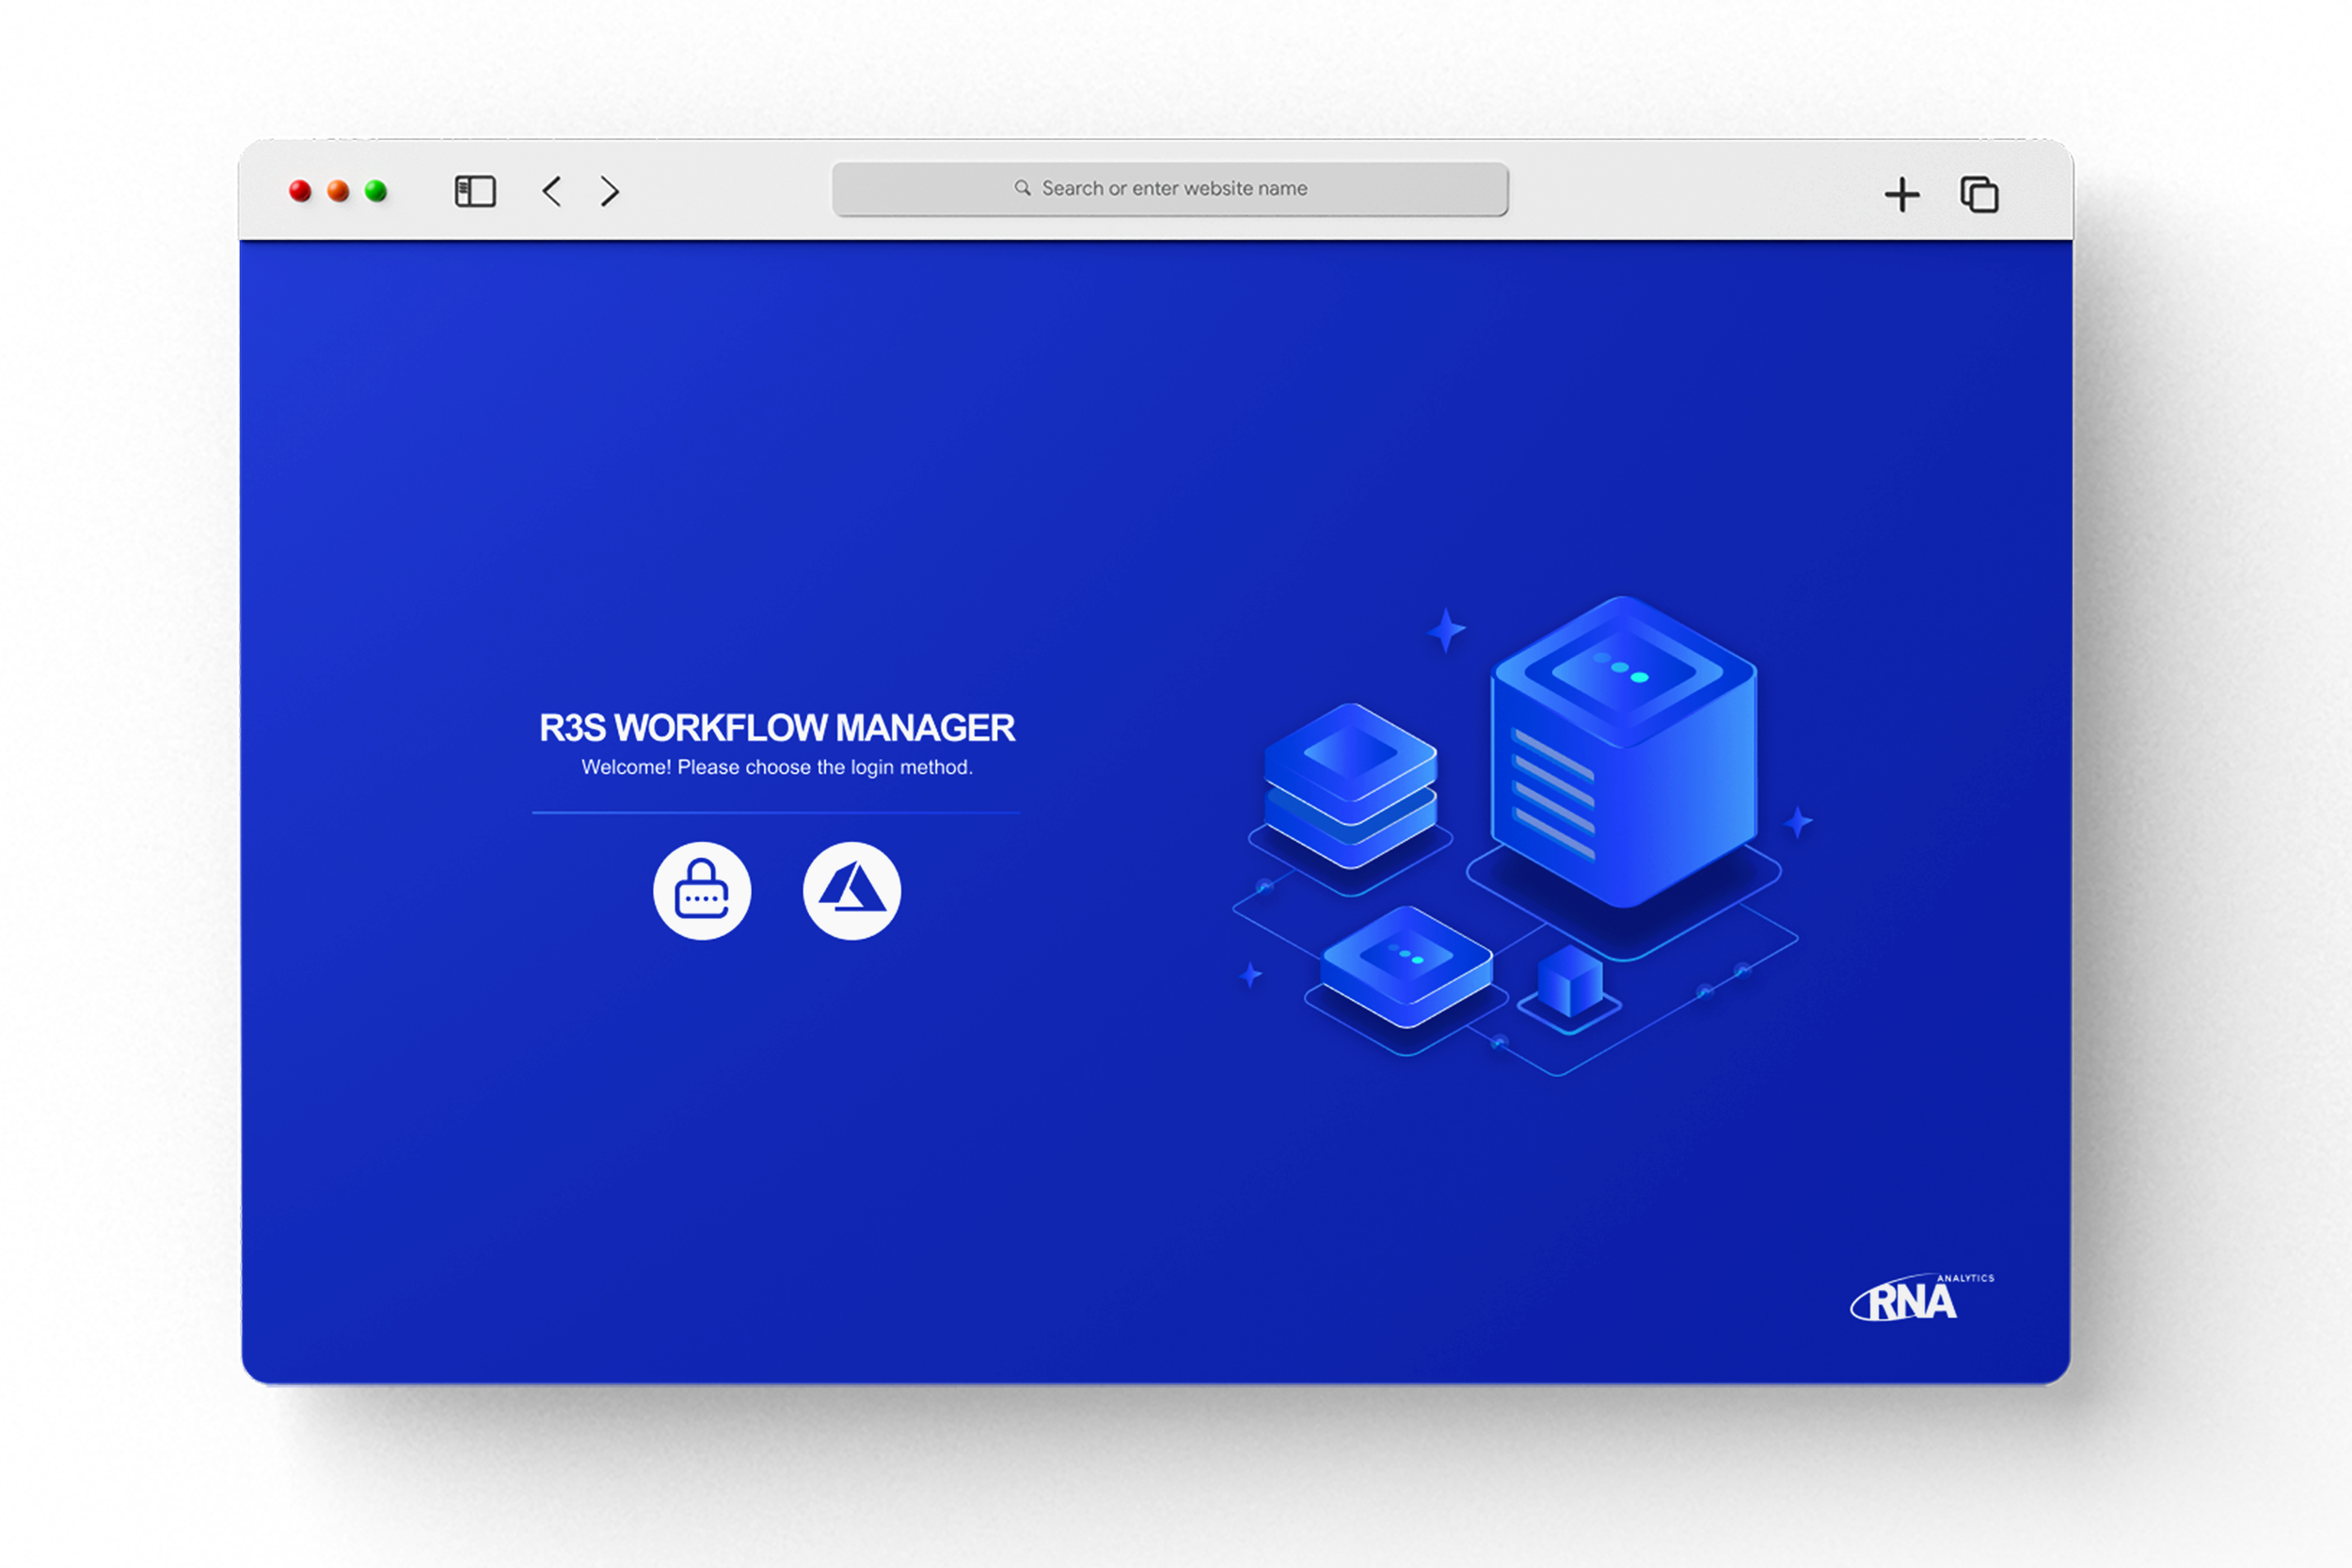 Search or enter website name
R3S WORKFLOW MANAGER
Welcome! Please choose the login method.
ANALYTICS
RNA